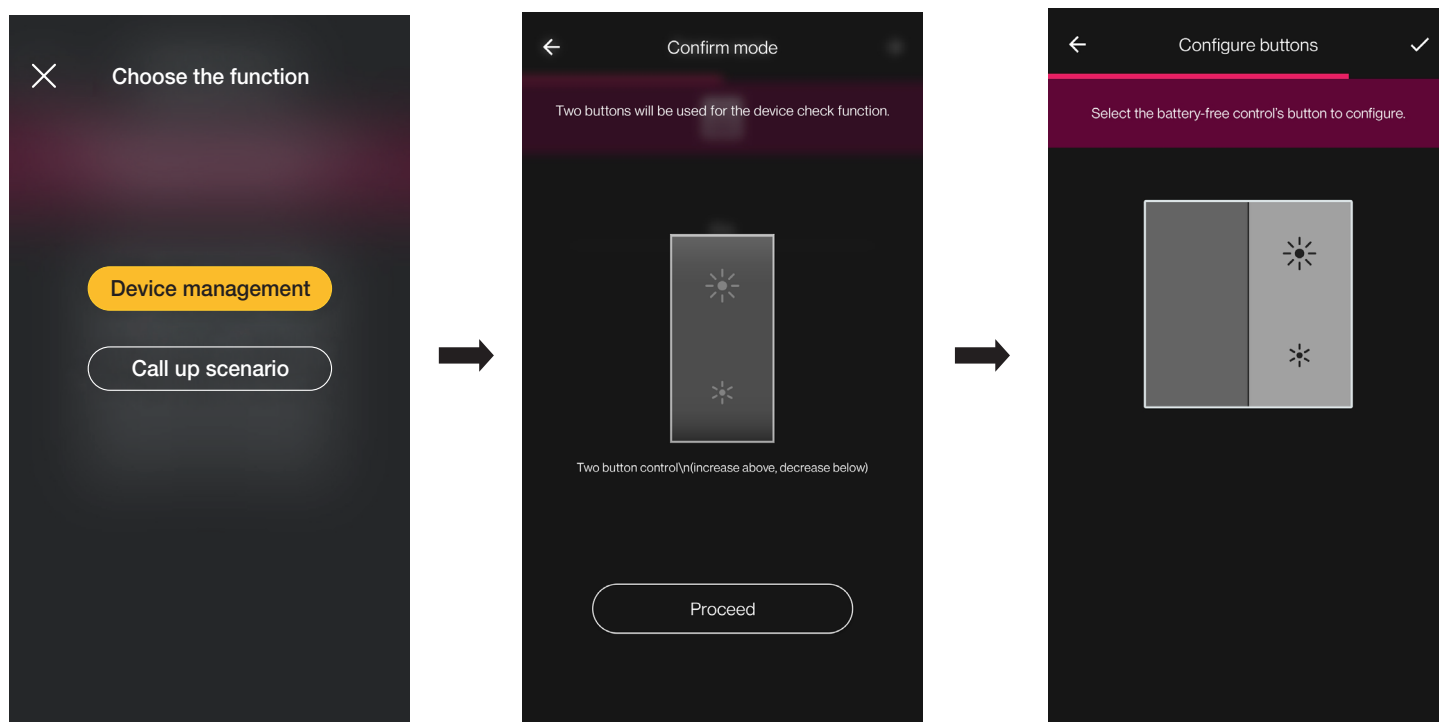 Choose the function
Device management
Call up scenario
Confirm mode
Two buttons will be used for the device check function.
Two button control\n(increase above, decrease below)
Proceed
Configure buttons
Select the battery-free control's button to configure.